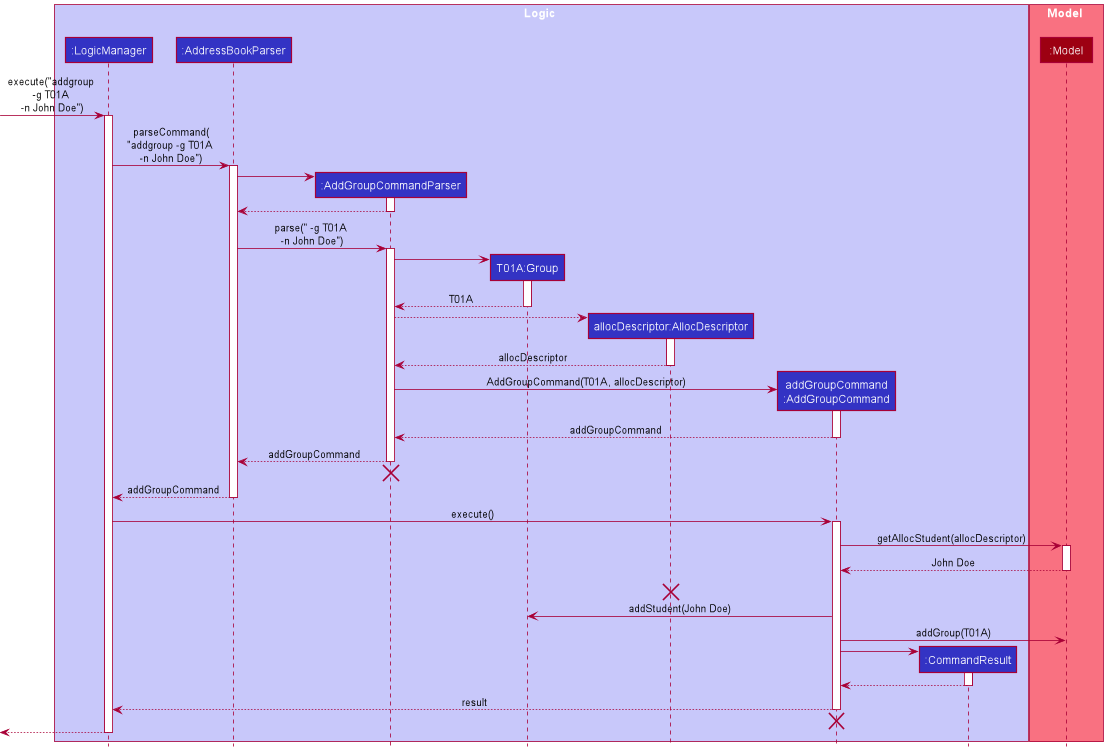 Logic
Model
:LogicManager
:AddressBookParser
:Model
execute("addgroup
-g T01A
-n John Doe")
parseCommand(
"addgroup -g T01A
-n John Doe")
:AddGroupCommandParser
parse(" -g T01A
-n John Doe")
T01A:Group
T01A
allocDescriptor:AllocDescriptor
allocDescriptor
AddGroupCommand(T01A, allocDescriptor)
addGroupCommand
:AddGroupCommand
addGroupCommand
addGroupCommand
addGroupCommand
execute()
getAllocStudent(allocDescriptor)
John Doe
addStudent(John Doe)
addGroup(T01A)
:CommandResult
result